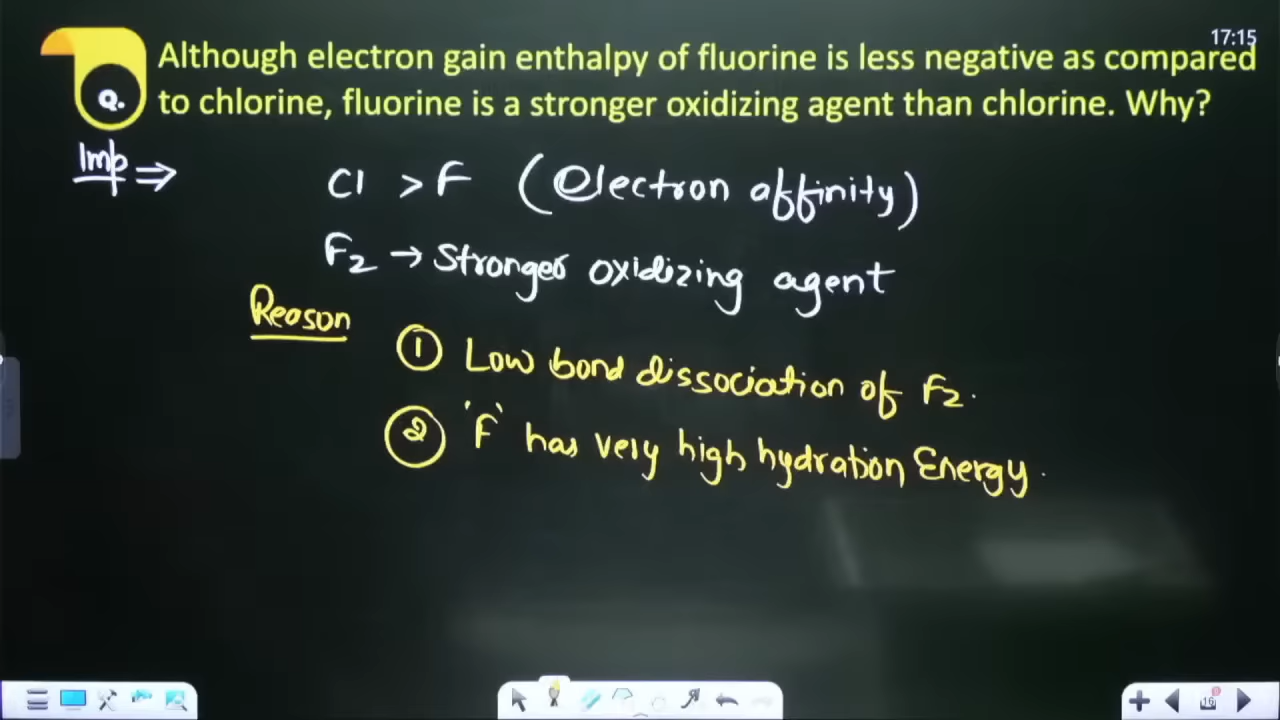 17:15
Although electron gain enthalpy of fluorine is less negative as compared
Q. to chlorine, fluorine is a stronger oxidizing agent than chlorine. Why?
Imp ⇒ Cl > F (Electron affinity)
F₂ → Stronger oxidizing agent
Reason
① Low bond dissociation of F₂.
② 'F' has very high hydration Energy.
16